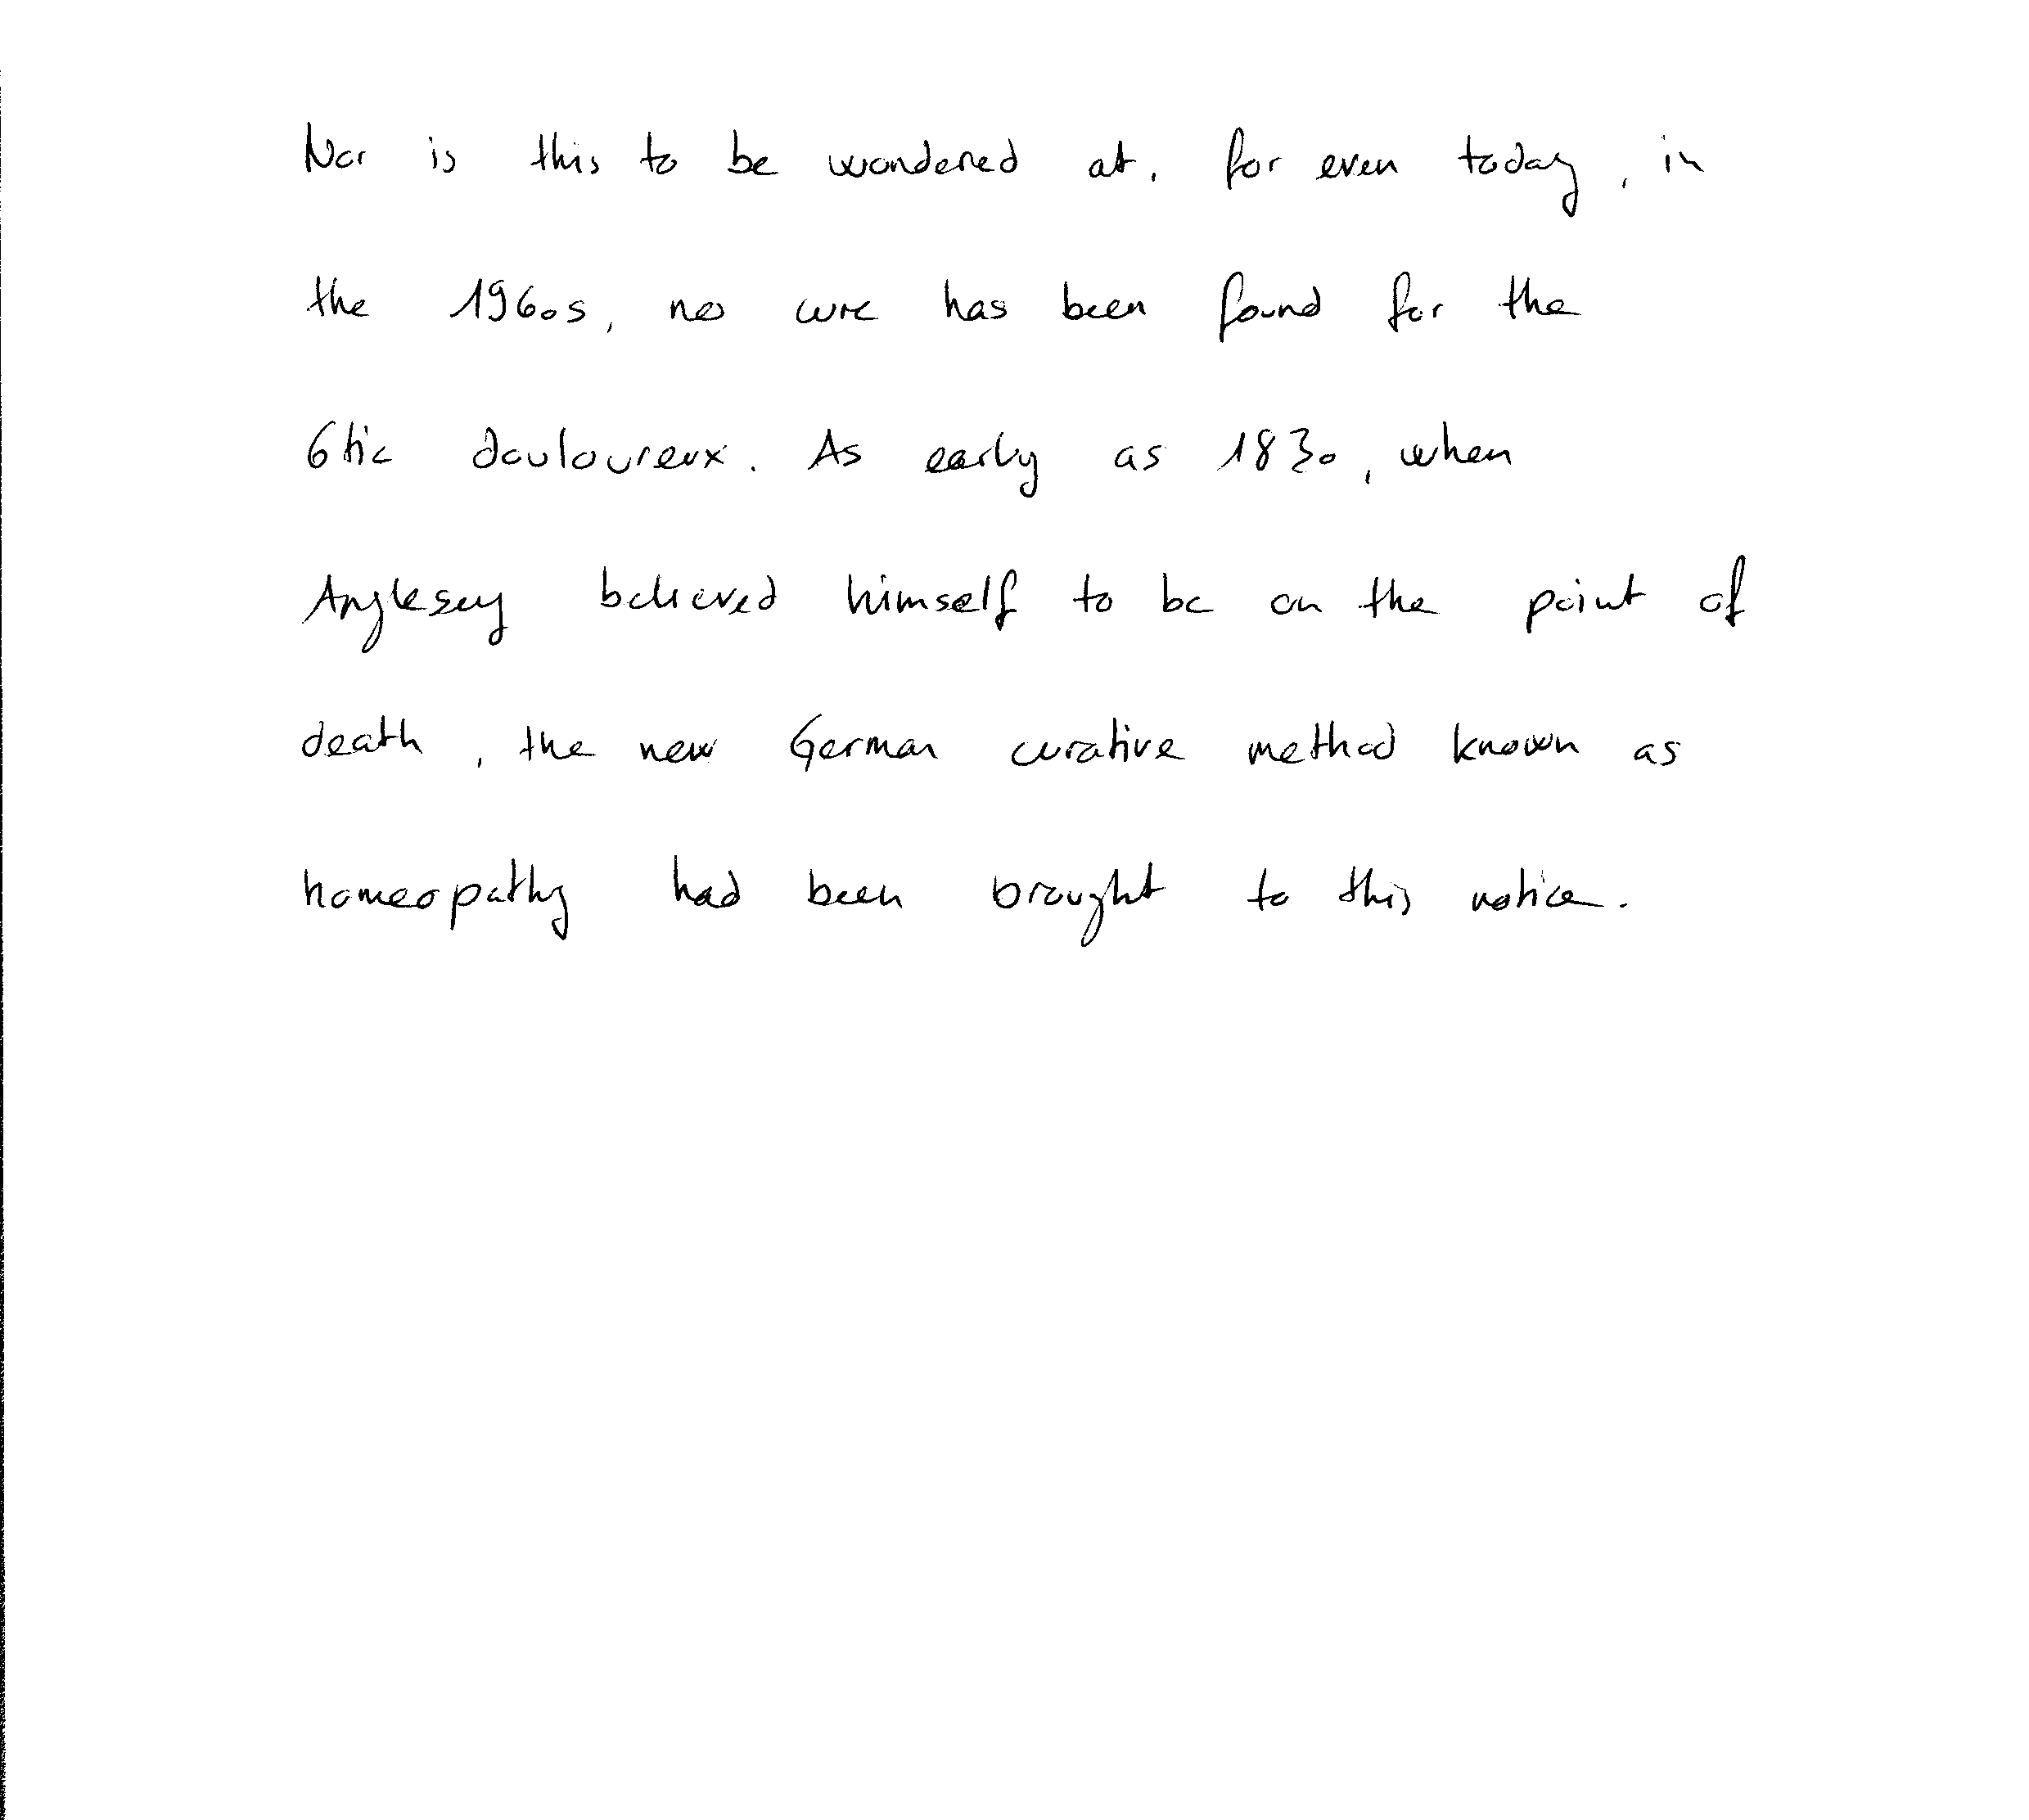 Nor is this to be wondered at, for even today, in
the 1960s, no cure has been found for the
6tic douloureux. As early as 1830, when
Anglesey believed himself to be on the point of
death, the new German curative method known as
homeopathy had been brought to this notice.